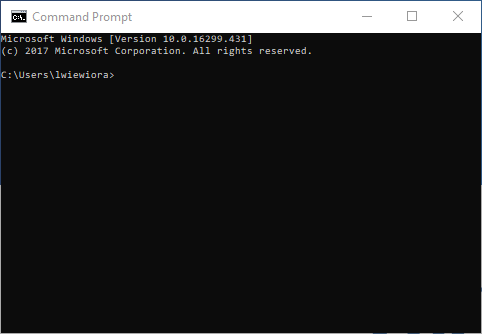 Command Prompt
Microsoft Windows [Version 10.0.16299.431]
(c) 2017 Microsoft Corporation. All rights reserved.
C:\Users\lwiewiora>